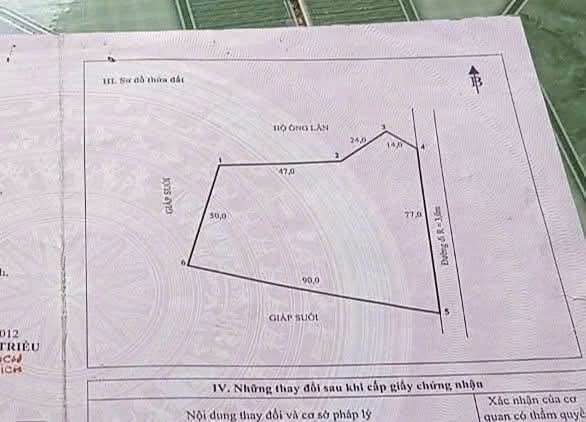 III. Sơ đồ thửa đất
B
HỘ ÔNG LÂN
3
24,0
14,0
4
1
2
47,0
GIÁP SUỐI
50,0
77,0
Đường đi R = 3,0m
6
90,0
5
GIÁP SUỐI
012
TRIỆU
IV. Những thay đổi sau khi cấp giấy chứng nhận
Nội dung thay đổi và cơ sở pháp lý
Xác nhận của cơ
quan có thẩm quyề